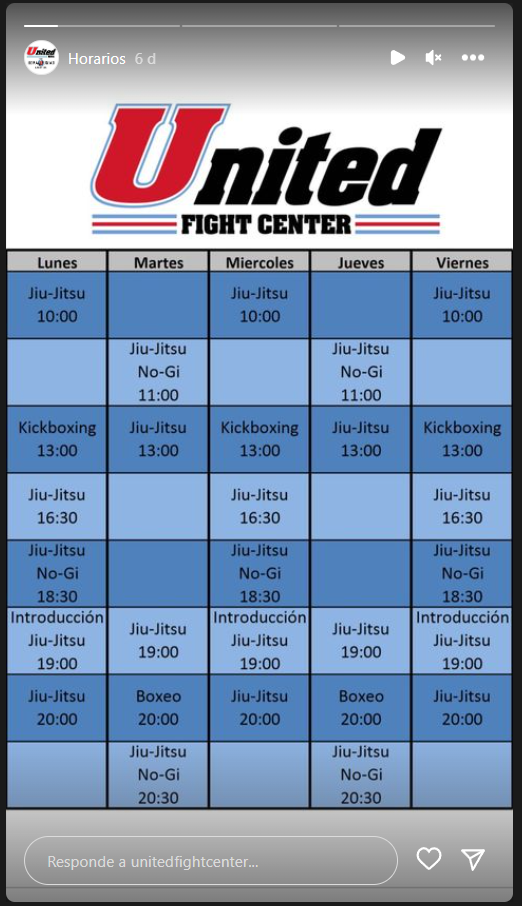 Horarios 6 d
United
FIGHT CENTER
Lunes Martes Miercoles Jueves Viernes
Jiu-Jitsu
10:00
Jiu-Jitsu
10:00
Jiu-Jitsu
10:00
Jiu-Jitsu
No-Gi
11:00
Jiu-Jitsu
No-Gi
11:00
Kickboxing
13:00
Jiu-Jitsu
13:00
Kickboxing
13:00
Jiu-Jitsu
13:00
Kickboxing
13:00
Jiu-Jitsu
16:30
Jiu-Jitsu
16:30
Jiu-Jitsu
16:30
Jiu-Jitsu
No-Gi
18:30
Jiu-Jitsu
No-Gi
18:30
Jiu-Jitsu
No-Gi
18:30
Introducción
Jiu-Jitsu
19:00
Jiu-Jitsu
19:00
Introducción
Jiu-Jitsu
19:00
Jiu-Jitsu
19:00
Introducción
Jiu-Jitsu
19:00
Jiu-Jitsu
20:00
Boxeo
20:00
Jiu-Jitsu
20:00
Boxeo
20:00
Jiu-Jitsu
20:00
Jiu-Jitsu
No-Gi
20:30
Jiu-Jitsu
No-Gi
20:30
Responde a unitedfightcenter...